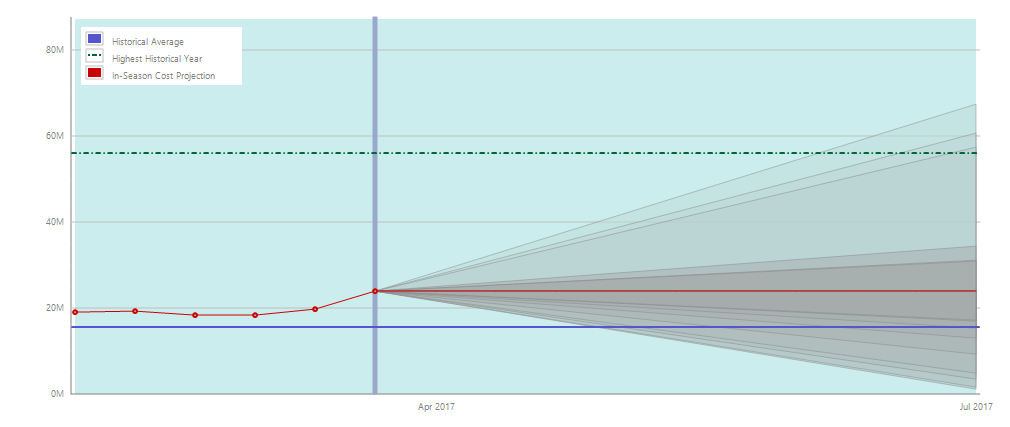 Historical Average
Highest Historical Year
In-Season Cost Projection
80M
60M
40M
20M
0M
Apr 2017
Jul 2017